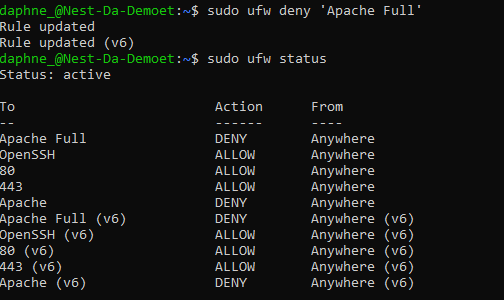 daphne_@Nest-Da-Demoet:~$ sudo ufw deny 'Apache Full'
Rule updated
Rule updated (v6)
daphne_@Nest-Da-Demoet:~$ sudo ufw status
Status: active
To Action From
-- ------ ----
Apache Full DENY Anywhere
OpenSSH ALLOW Anywhere
80 ALLOW Anywhere
443 ALLOW Anywhere
Apache DENY Anywhere
Apache Full (v6) DENY Anywhere (v6)
OpenSSH (v6) ALLOW Anywhere (v6)
80 (v6) ALLOW Anywhere (v6)
443 (v6) ALLOW Anywhere (v6)
Apache (v6) DENY Anywhere (v6)